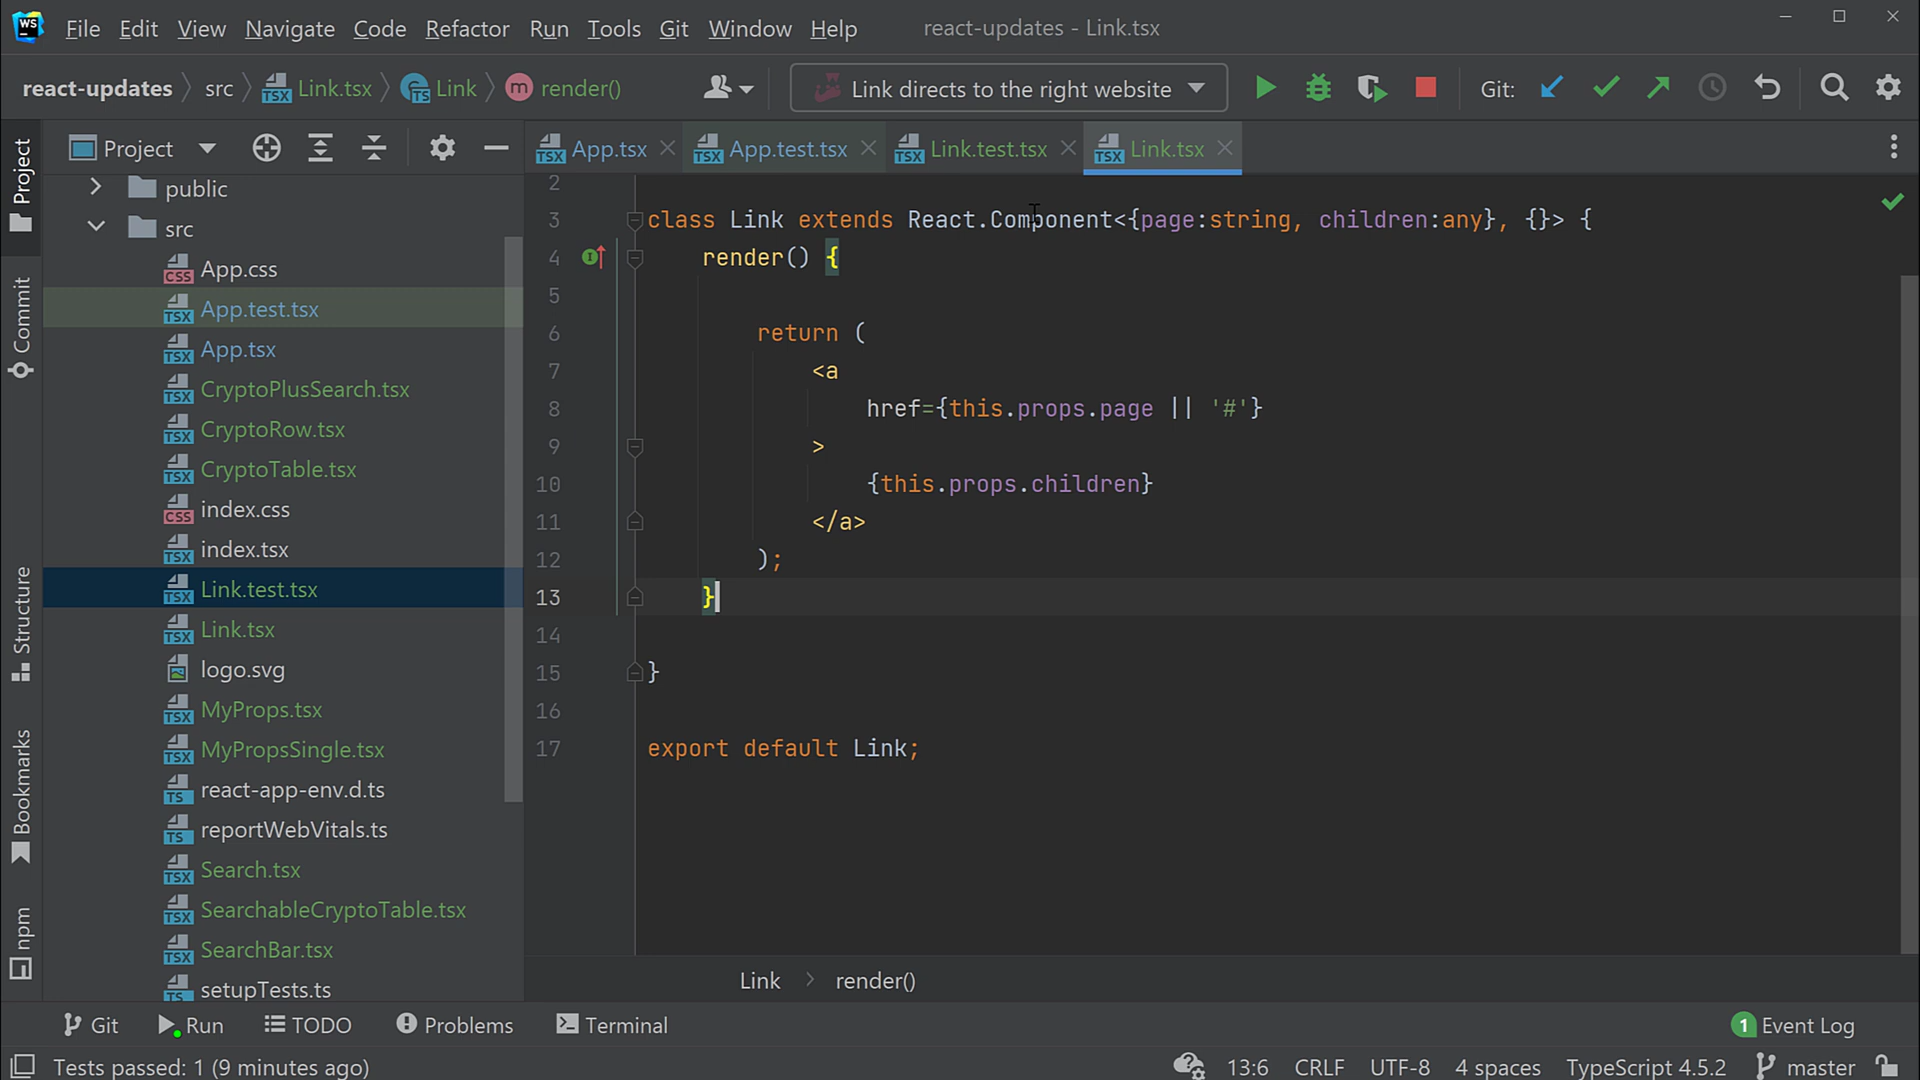 WS File Edit View Navigate Code Refactor Run Tools Git Window Help react-updates - Link.tsx
react-updates src Link.tsx Link m render() Link directs to the right website Git:
Project
App.tsx App.test.tsx Link.test.tsx Link.tsx
public
src
App.css
App.test.tsx
App.tsx
CryptoPlusSearch.tsx
CryptoRow.tsx
CryptoTable.tsx
index.css
index.tsx
Link.test.tsx
Link.tsx
logo.svg
MyProps.tsx
MyPropsSingle.tsx
react-app-env.d.ts
reportWebVitals.ts
Search.tsx
SearchableCryptoTable.tsx
SearchBar.tsx
setupTests.ts
Project
Commit
Structure
Bookmarks
npm
2
3 class Link extends React.Component<{page:string, children:any}, {}> {
4 render() {
5
6 return (
7 <a
8 href={this.props.page || '#'}
9 >
10 {this.props.children}
11 </a>
12 );
13 }
14
15 }
16
17 export default Link;
Link > render()
Git Run TODO Problems Terminal 1 Event Log
Tests passed: 1 (9 minutes ago) 13:6 CRLF UTF-8 4 spaces TypeScript 4.5.2 master